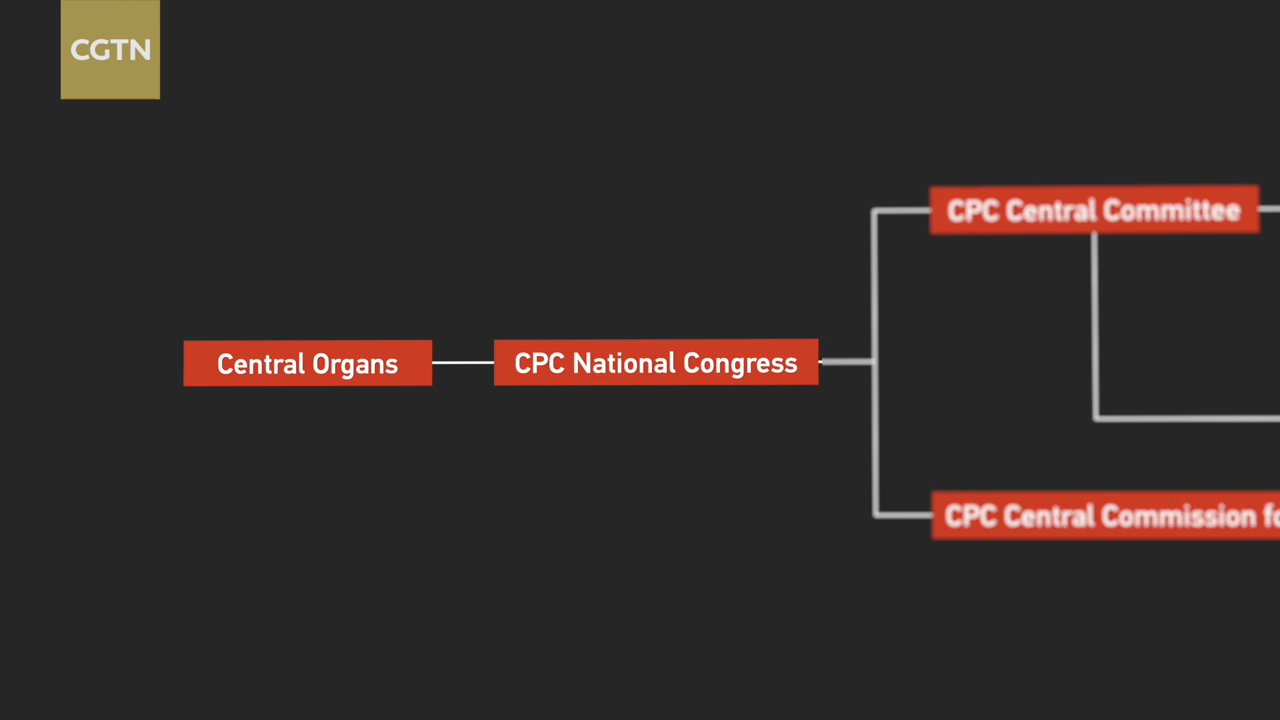 CGTN
CPC Central Committee
Central Organs
CPC National Congress
CPC Central Commission